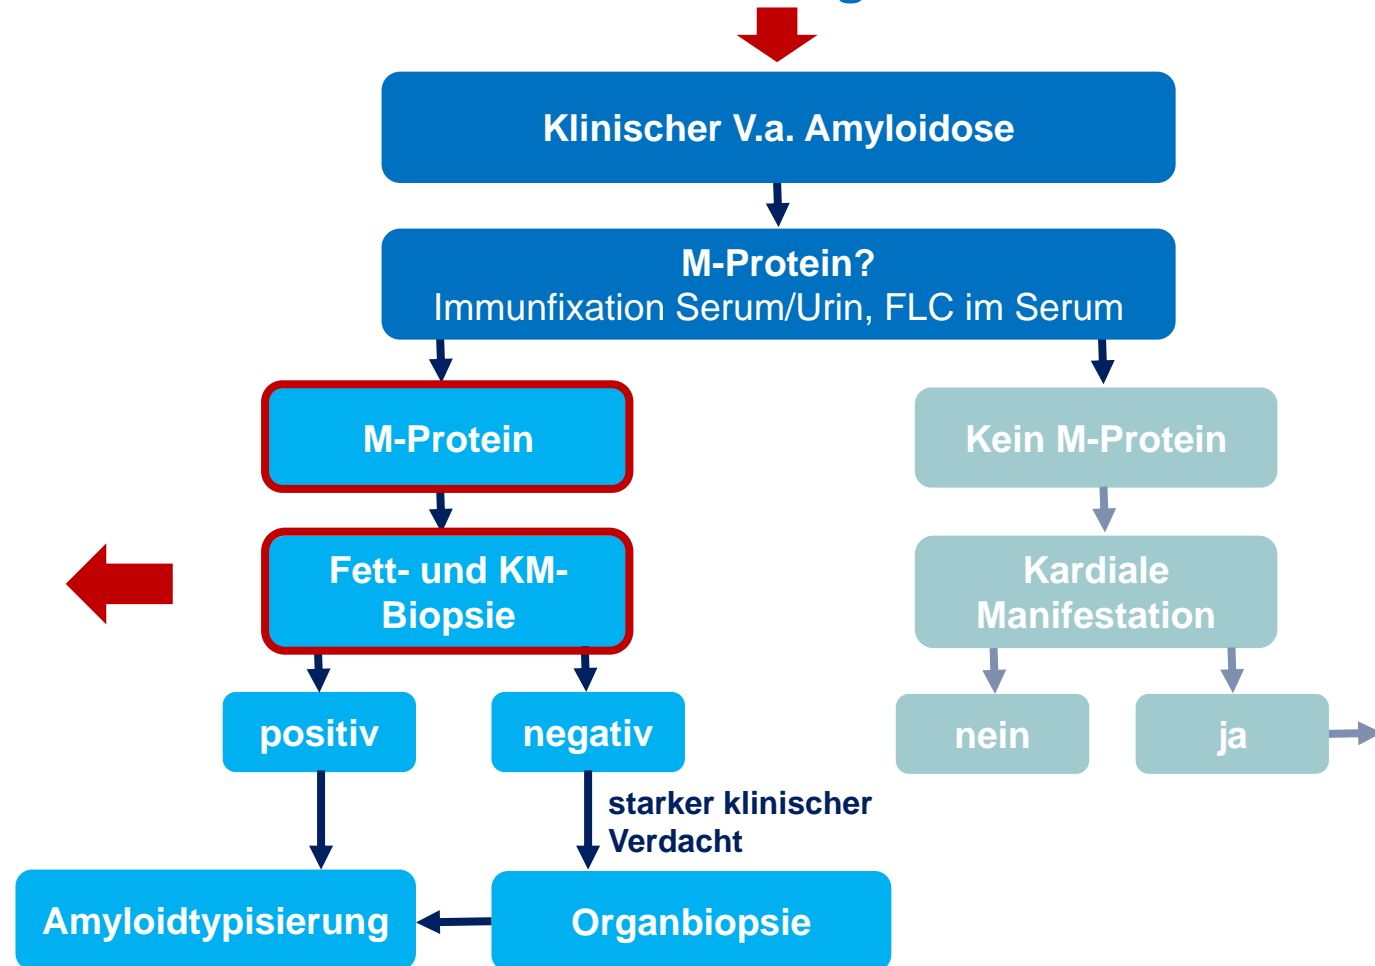 Klinischer V.a. Amyloidose
M-Protein?
Immunfixation Serum/Urin, FLC im Serum
M-Protein
Kein M-Protein
Fett- und KM-
Biopsie
Kardiale
Manifestation
positiv
negativ
nein
ja
starker klinischer
Verdacht
Amyloidtypisierung
Organbiopsie